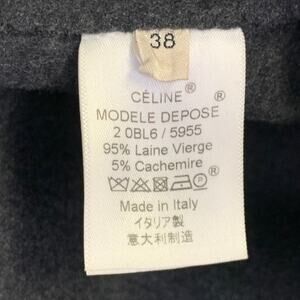 38
CÉLINE®
MODELE DEPOSE®
2 0BL6 / 5955
95% Laine Vierge
5% Cachemire
Made in Italy
イタリア製
意大利制造